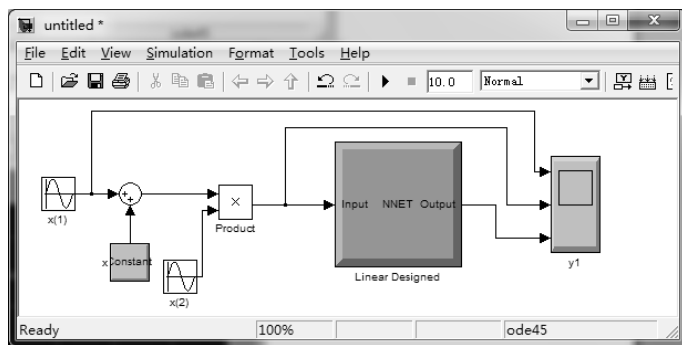 untitled *
File Edit View Simulation Format Tools Help
10.0 Normal
x(1)
Constant
x(2)
Product
Input NNET Output
Linear Designed
y1
Ready 100% ode45